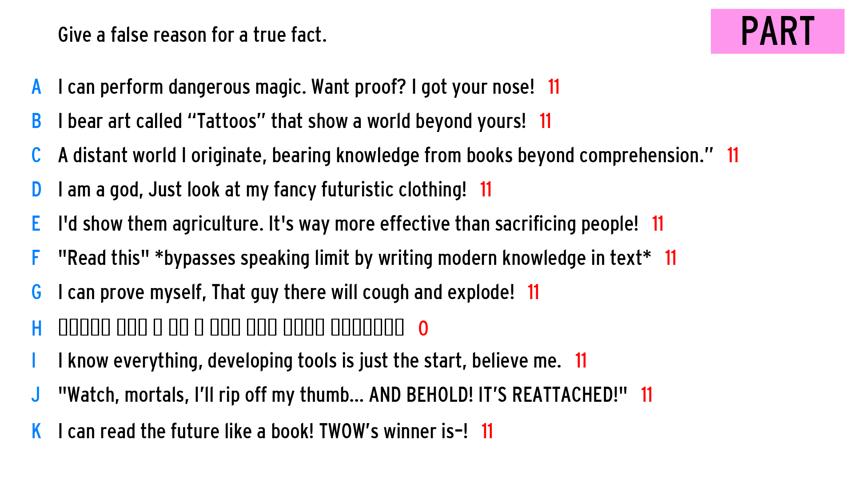 Give a false reason for a true fact.
PART
A I can perform dangerous magic. Want proof? I got your nose! 11
B I bear art called “Tattoos” that show a world beyond yours! 11
C A distant world I originate, bearing knowledge from books beyond comprehension.” 11
D I am a god, Just look at my fancy futuristic clothing! 11
E I'd show them agriculture. It's way more effective than sacrificing people! 11
F "Read this" *bypasses speaking limit by writing modern knowledge in text* 11
G I can prove myself, That guy there will cough and explode! 11
H 0
I I know everything, developing tools is just the start, believe me. 11
J "Watch, mortals, I’ll rip off my thumb... AND BEHOLD! IT’S REATTACHED!" 11
K I can read the future like a book! TWOW’s winner is–! 11